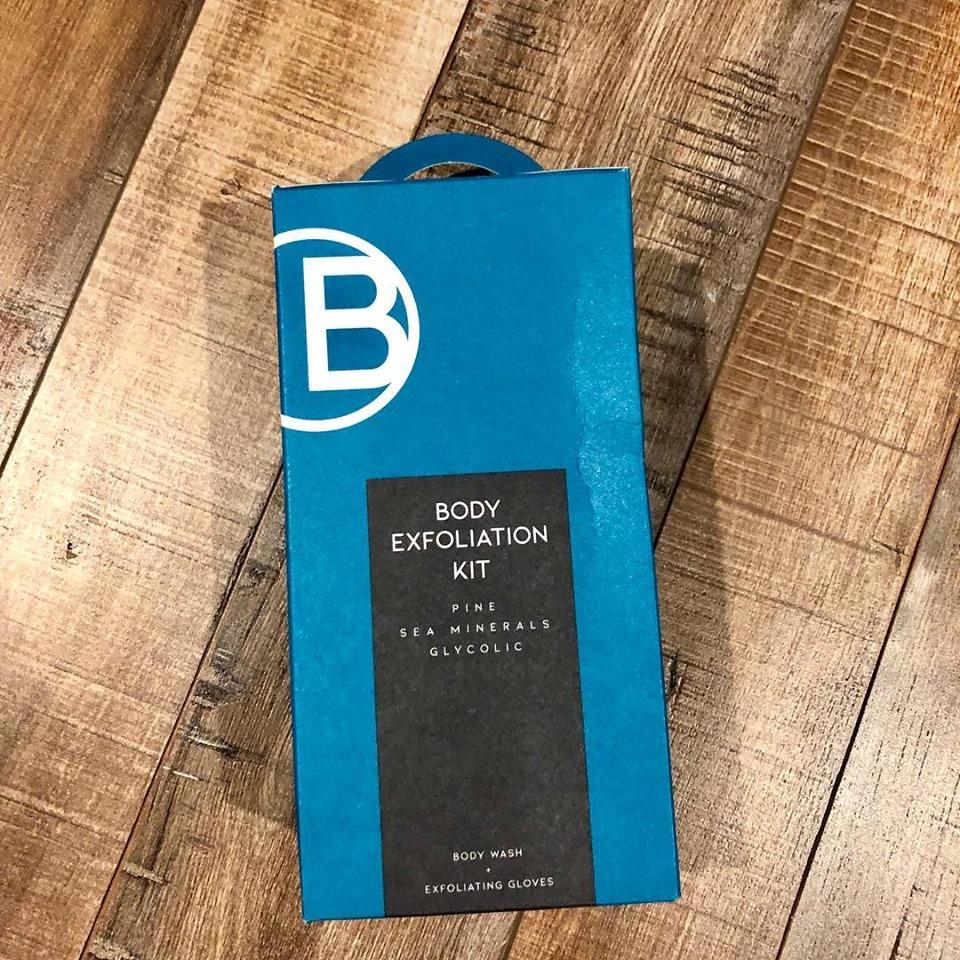 B
BODY
EXFOLIATION
KIT
PINE
SEA MINERALS
GLYCOLIC
BODY WASH
+
EXFOLIATING GLOVES